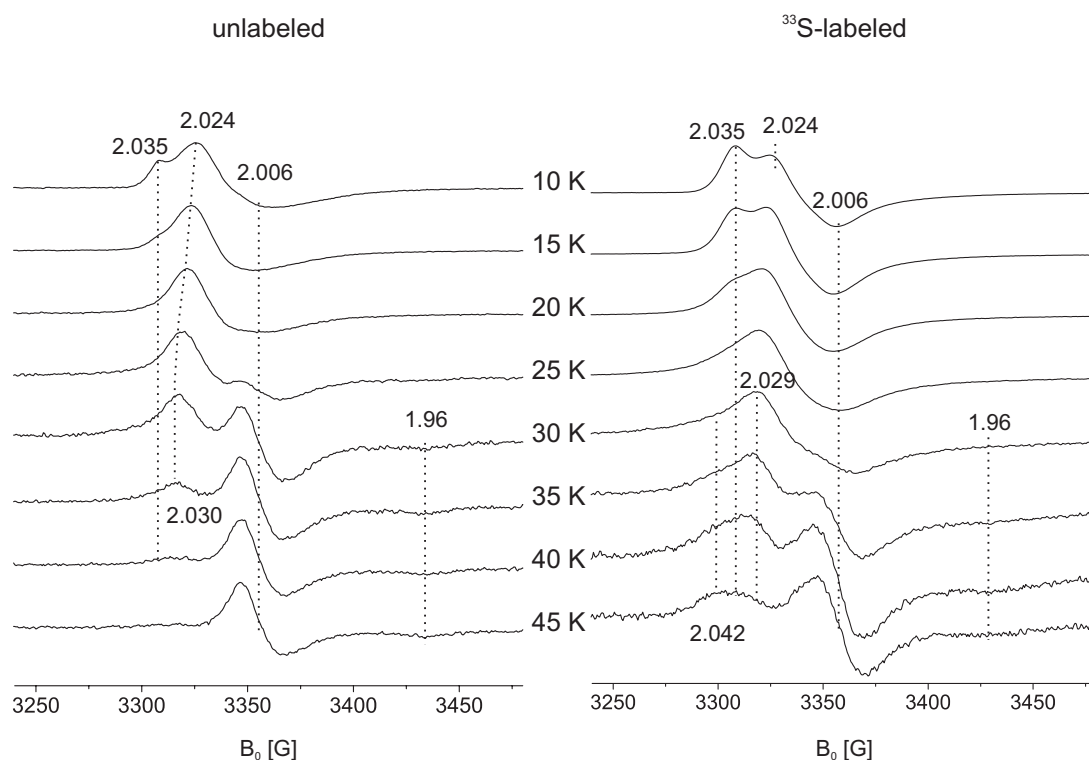 unlabeled
³³S-labeled
2.035
2.024
2.006
2.035
2.024
2.006
10 K
15 K
20 K
25 K
30 K
35 K
40 K
45 K
2.029
1.96
1.96
2.030
2.042
3250 3300 3350 3400 3450
3250 3300 3350 3400 3450
B₀ [G]
B₀ [G]